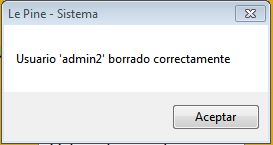 Le Pine - Sistema
Usuario 'admin2' borrado correctamente
Aceptar